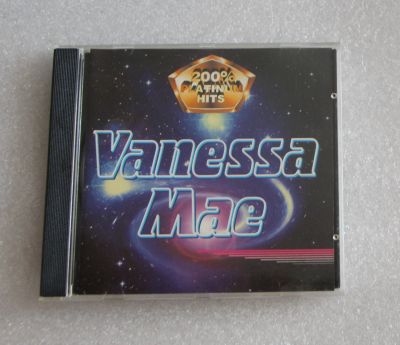 200%
PLATINUM
HITS
Vanessa
Mae